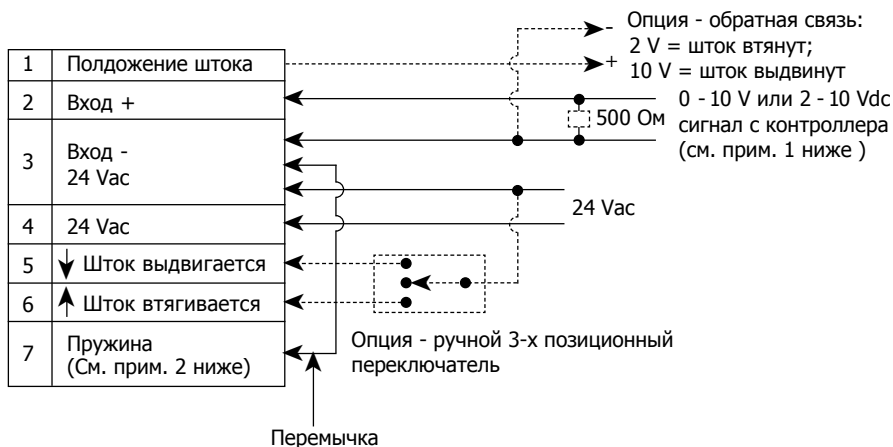 Опция - обратная связь:
2 V = шток втянут;
10 V = шток выдвинут
-
+
1 Полдожение штока
2 Вход +
0 - 10 V или 2 - 10 Vdc
сигнал с контроллера
(см. прим. 1 ниже )
500 Ом
3 Вход -
24 Vac
24 Vac
4 24 Vac
5 Шток выдвигается
6 Шток втягивается
7 Пружина
(См. прим. 2 ниже)
Опция - ручной 3-х позиционный
переключатель
Перемычка